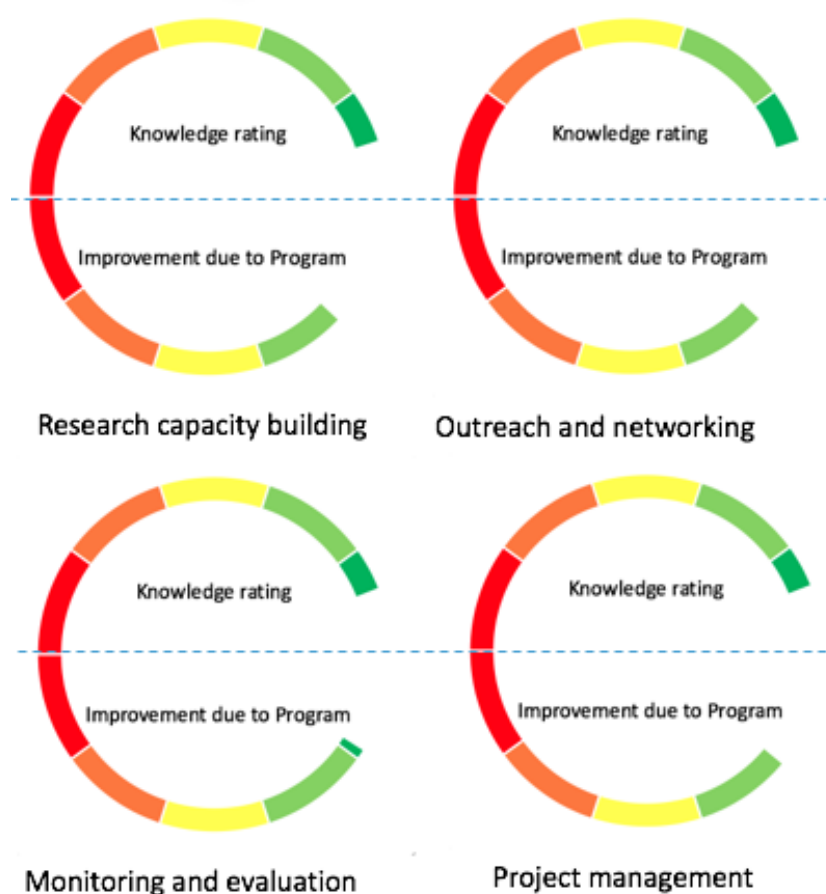 Knowledge rating
Knowledge rating
Improvement due to Program
Improvement due to Program
Research capacity building
Outreach and networking
Knowledge rating
Knowledge rating
Improvement due to Program
Improvement due to Program
Monitoring and evaluation
Project management